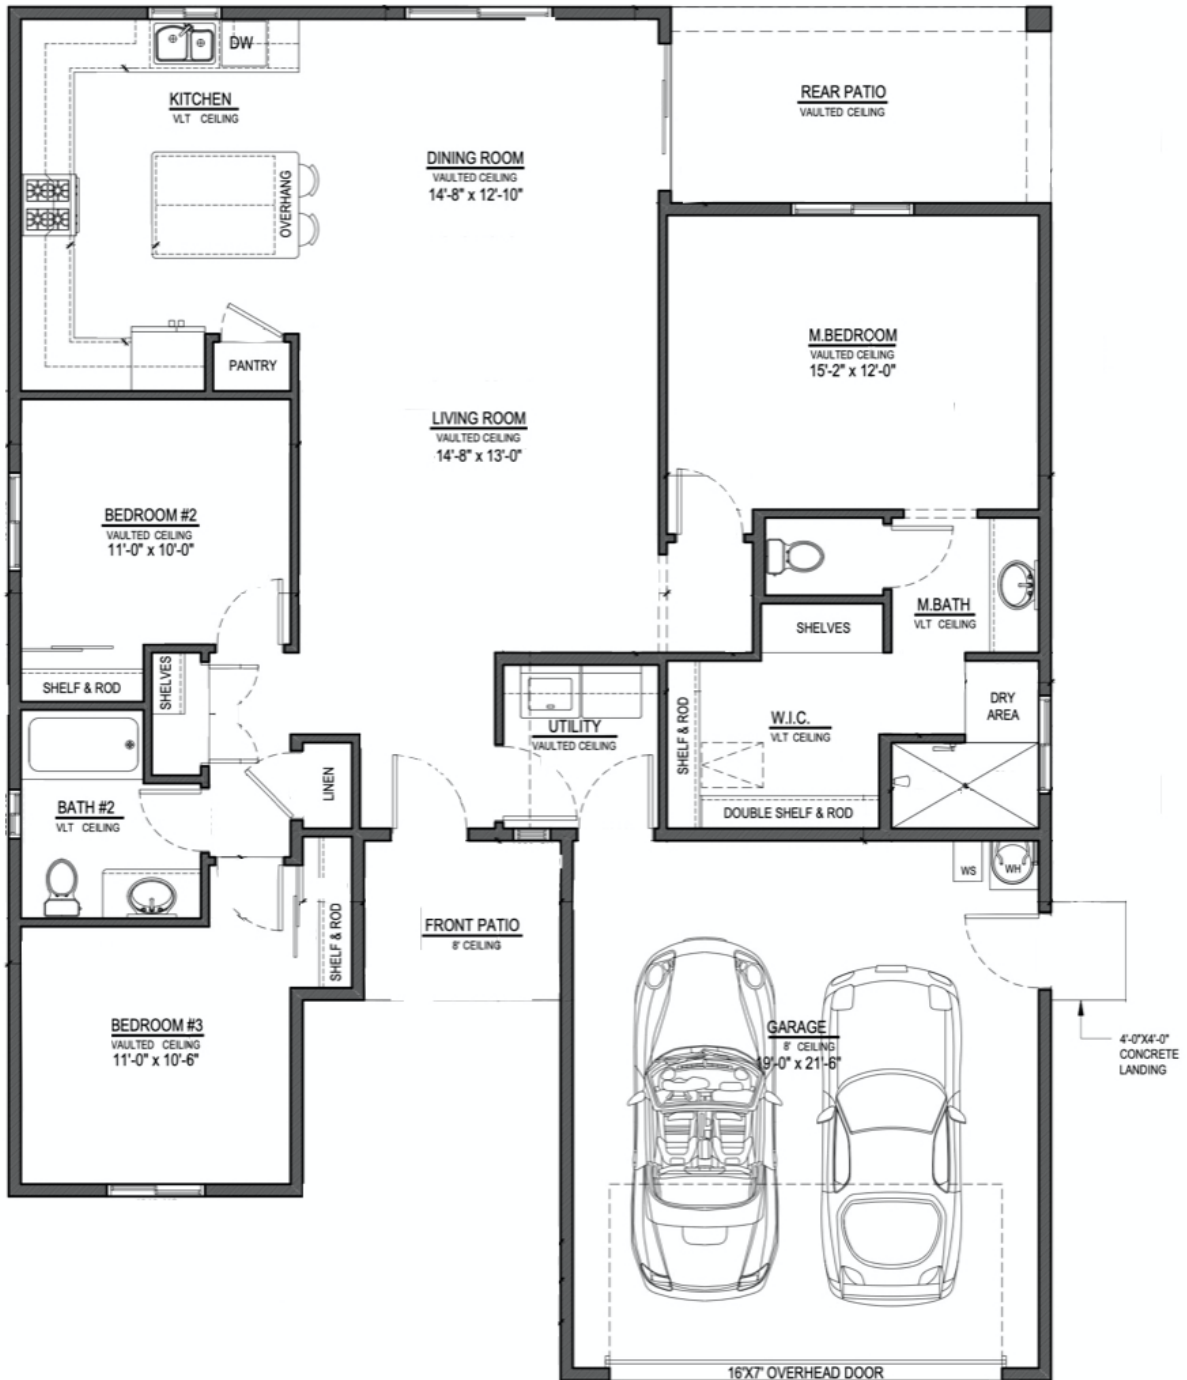 DW
KITCHEN
VLT CEILING
REAR PATIO
VAULTED CEILING
DINING ROOM
VAULTED CEILING
14'-8" x 12'-10"
OVERHANG
PANTRY
M.BEDROOM
VAULTED CEILING
15'-2" x 12'-0"
LIVING ROOM
VAULTED CEILING
14'-8" x 13'-0"
BEDROOM #2
VAULTED CEILING
11'-0" x 10'-0"
M.BATH
VLT CEILING
SHELVES
SHELVES
SHELF & ROD
DRY
AREA
W.I.C.
VLT CEILING
SHELF & ROD
UTILITY
VAULTED CEILING
LINEN
BATH #2
VLT CEILING
DOUBLE SHELF & ROD
WS
WH
FRONT PATIO
8' CEILING
SHELF & ROD
BEDROOM #3
VAULTED CEILING
11'-0" x 10'-6"
GARAGE
8' CEILING
19'-0" x 21'-6"
4'-0"X4'-0"
CONCRETE
LANDING
16'X7' OVERHEAD DOOR